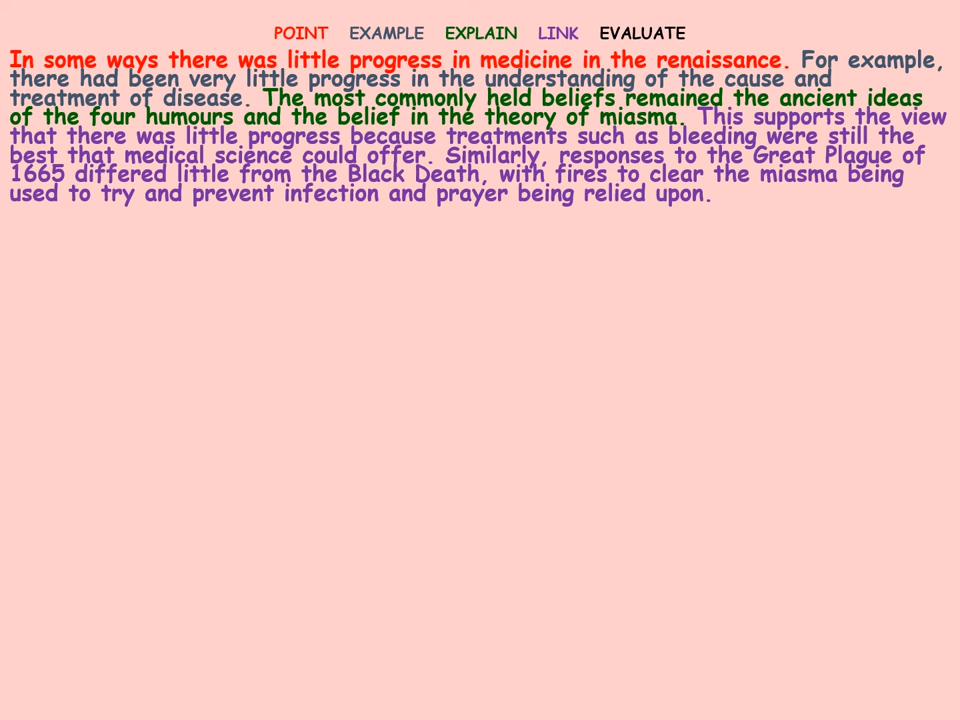 POINT EXAMPLE EXPLAIN LINK EVALUATE
In some ways there was little progress in medicine in the renaissance. For example,
there had been very little progress in the understanding of the cause and
treatment of disease. The most commonly held beliefs remained the ancient ideas
of the four humours and the belief in the theory of miasma. This supports the view
that there was little progress because treatments such as bleeding were still the
best that medical science could offer. Similarly, responses to the Great Plague of
1665 differed little from the Black Death, with fires to clear the miasma being
used to try and prevent infection and prayer being relied upon.